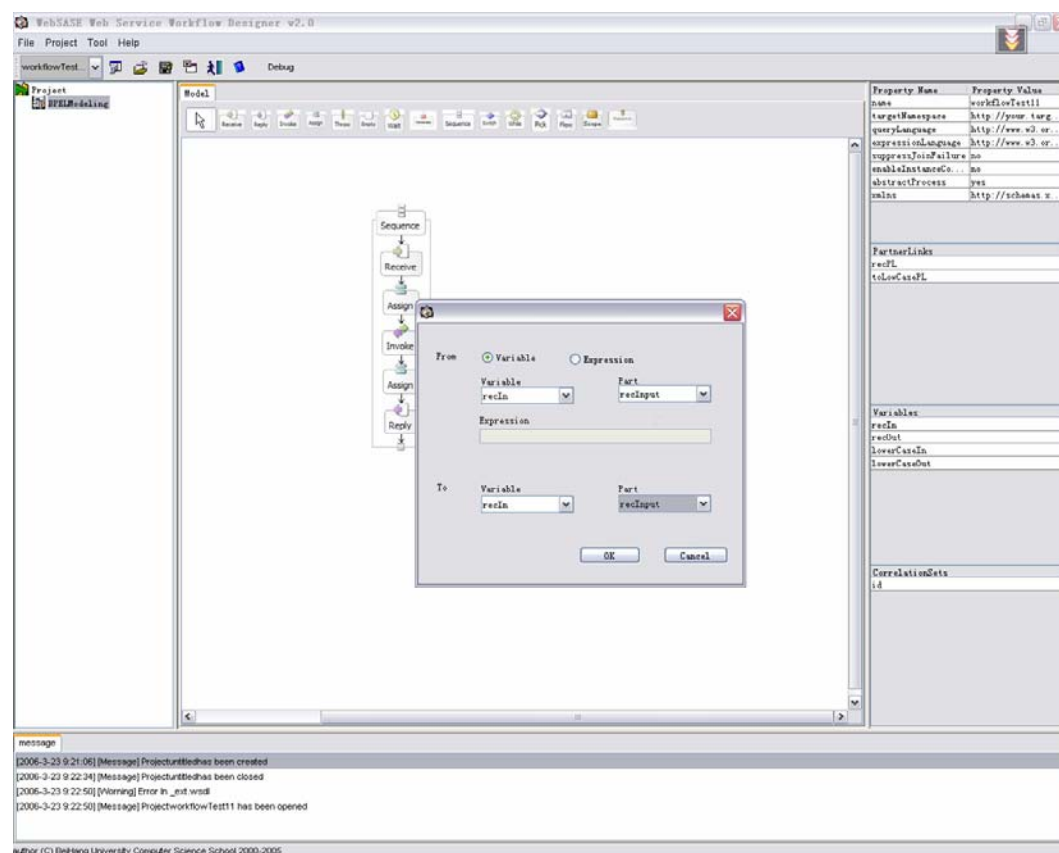 WebSASE Web Service Workflow Designer v2.0
File Project Tool Help
workflowTest... Debug
Project
BPELModeling
Model
Receive Reply Invoke Assign Throw Empty Wait Sequence Switch While Pick Flow Scope
Sequence
Receive
Assign
Invoke
Assign
Reply
From Variable Expression
Variable Part
recIn recInput
Expression
To Variable Part
recIn recInput
OK Cancel
Property Name Property Value
name workflowTest11
targetNamespace http://your.targ...
queryLanguage http://www.w3.or...
expressionLanguage http://www.w3.or...
suppressJoinFailure no
enableInstanceCo... no
abstractProcess yes
xmlns http://schemas.x...
PartnerLinks
recPL
toLowCasePL
Variables
recIn
recOut
lowerCaseIn
lowerCaseOut
CorrelationSets
id
message
[2006-3-23 9:21:06] [Message] Projectuntitledhas been created
[2006-3-23 9:22:34] [Message] Projectuntitledhas been closed
[2006-3-23 9:22:50] [Warning] Error In _ext.wsdl
[2006-3-23 9:22:50] [Message] ProjectworkflowTest11 has been opened
author (C) BeiHang University Computer Science School 2000-2005